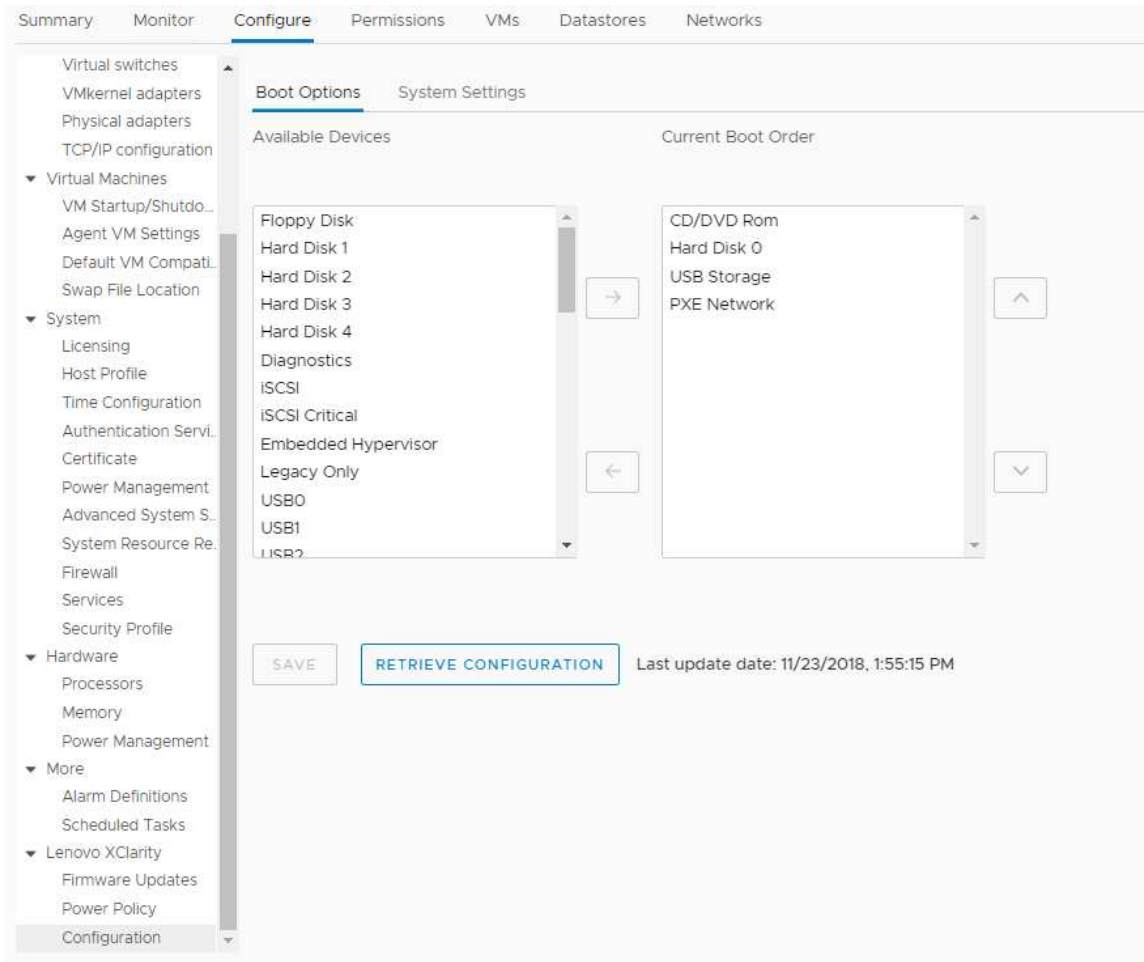 Summary Monitor Configure Permissions VMs Datastores Networks
Virtual switches
VMkernel adapters
Physical adapters
TCP/IP configuration
Virtual Machines
VM Startup/Shutdo...
Agent VM Settings
Default VM Compati..
Swap File Location
System
Licensing
Host Profile
Time Configuration
Authentication Servi..
Certificate
Power Management
Advanced System S..
System Resource Re.
Firewall
Services
Security Profile
Hardware
Processors
Memory
Power Management
More
Alarm Definitions
Scheduled Tasks
Lenovo XClarity
Firmware Updates
Power Policy
Configuration
Boot Options System Settings
Available Devices
Floppy Disk
Hard Disk 1
Hard Disk 2
Hard Disk 3
Hard Disk 4
Diagnostics
iSCSI
iSCSI Critical
Embedded Hypervisor
Legacy Only
USB0
USB1
USB2
Current Boot Order
CD/DVD Rom
Hard Disk 0
USB Storage
PXE Network
SAVE RETRIEVE CONFIGURATION Last update date: 11/23/2018, 1:55:15 PM